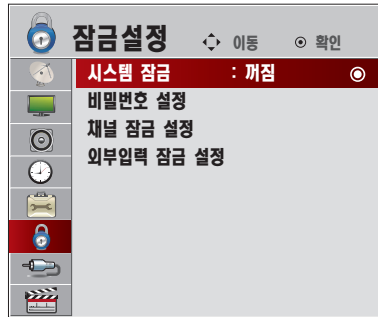 잠금설정 이동 확인
시스템 잠금 : 꺼짐
비밀번호 설정
채널 잠금 설정
외부입력 잠금 설정